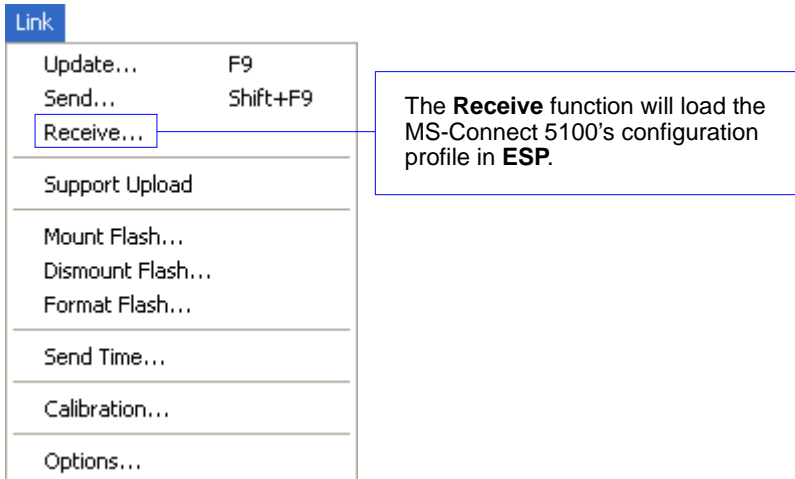 Link
Update... F9
Send... Shift+F9
Receive...
Support Upload
Mount Flash...
Dismount Flash...
Format Flash...
Send Time...
Calibration...
Options...
The Receive function will load the
MS-Connect 5100's configuration
profile in ESP.